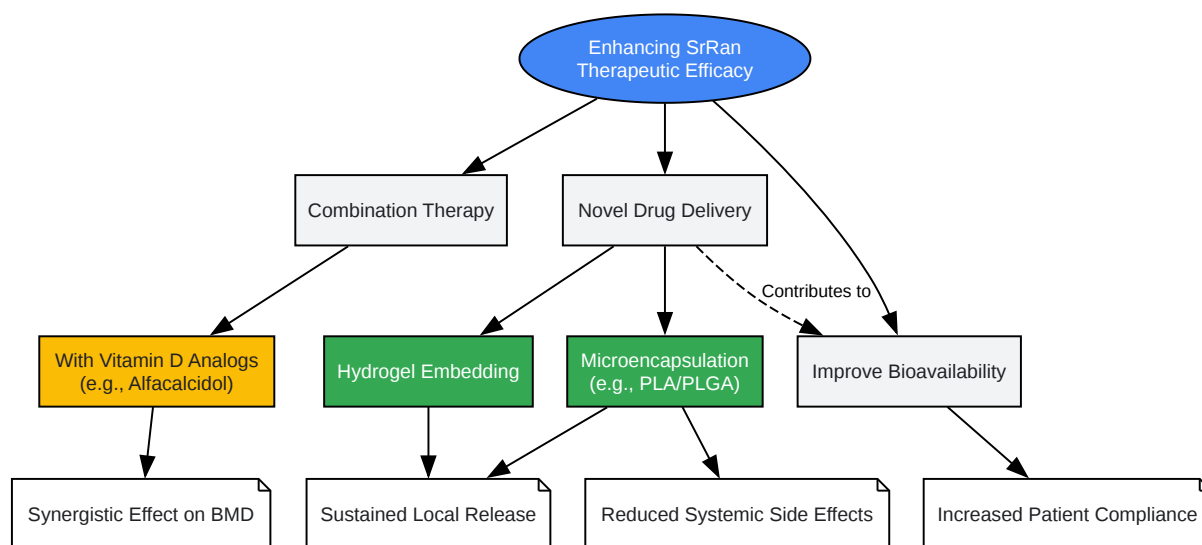 Enhancing SrRan
Therapeutic Efficacy
Combination Therapy
Novel Drug Delivery
Contributes to
With Vitamin D Analogs
(e.g., Alfacalcidol)
Hydrogel Embedding
Microencapsulation
(e.g., PLA/PLGA)
Improve Bioavailability
Synergistic Effect on BMD
Sustained Local Release
Reduced Systemic Side Effects
Increased Patient Compliance